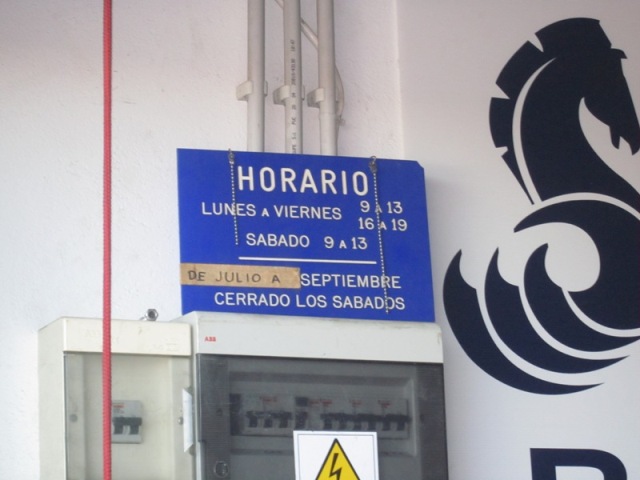 HORARIO
LUNES A VIERNES 9 A 13
16 A 19
SABADO 9 A 13
DE JULIO A SEPTIEMBRE
CERRADO LOS SABADOS
ABB